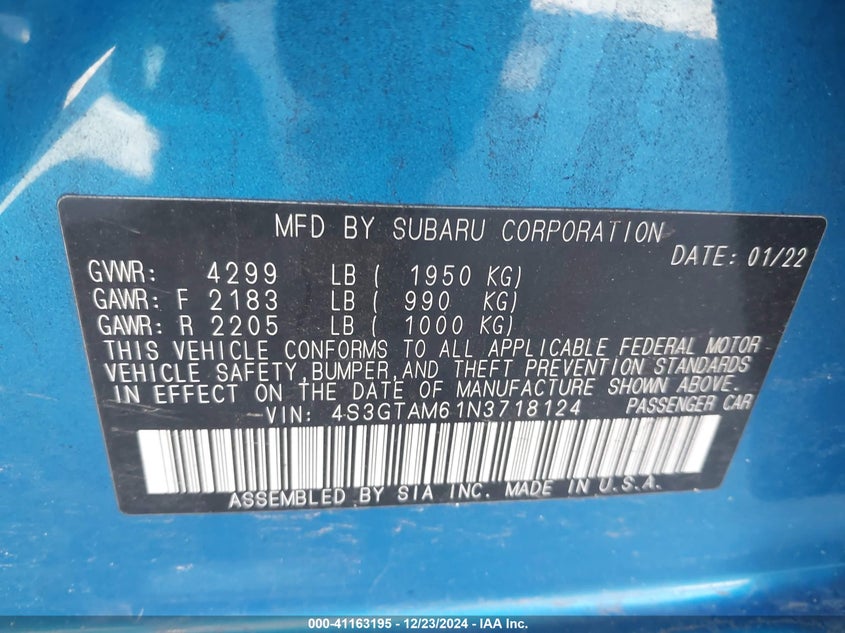 MFD BY SUBARU CORPORATION
DATE: 01/22
GVWR: 4299 LB ( 1950 KG)
GAWR: F 2183 LB ( 990 KG)
GAWR: R 2205 LB ( 1000 KG)
THIS VEHICLE CONFORMS TO ALL APPLICABLE FEDERAL MOTOR
VEHICLE SAFETY, BUMPER, AND THEFT PREVENTION STANDARDS
IN EFFECT ON THE DATE OF MANUFACTURE SHOWN ABOVE.
VIN: 4S3GTAM61N3718124 PASSENGER CAR
ASSEMBLED BY SIA INC. MADE IN U.S.A.
000-41163195 - 12/23/2024 - IAA Inc.